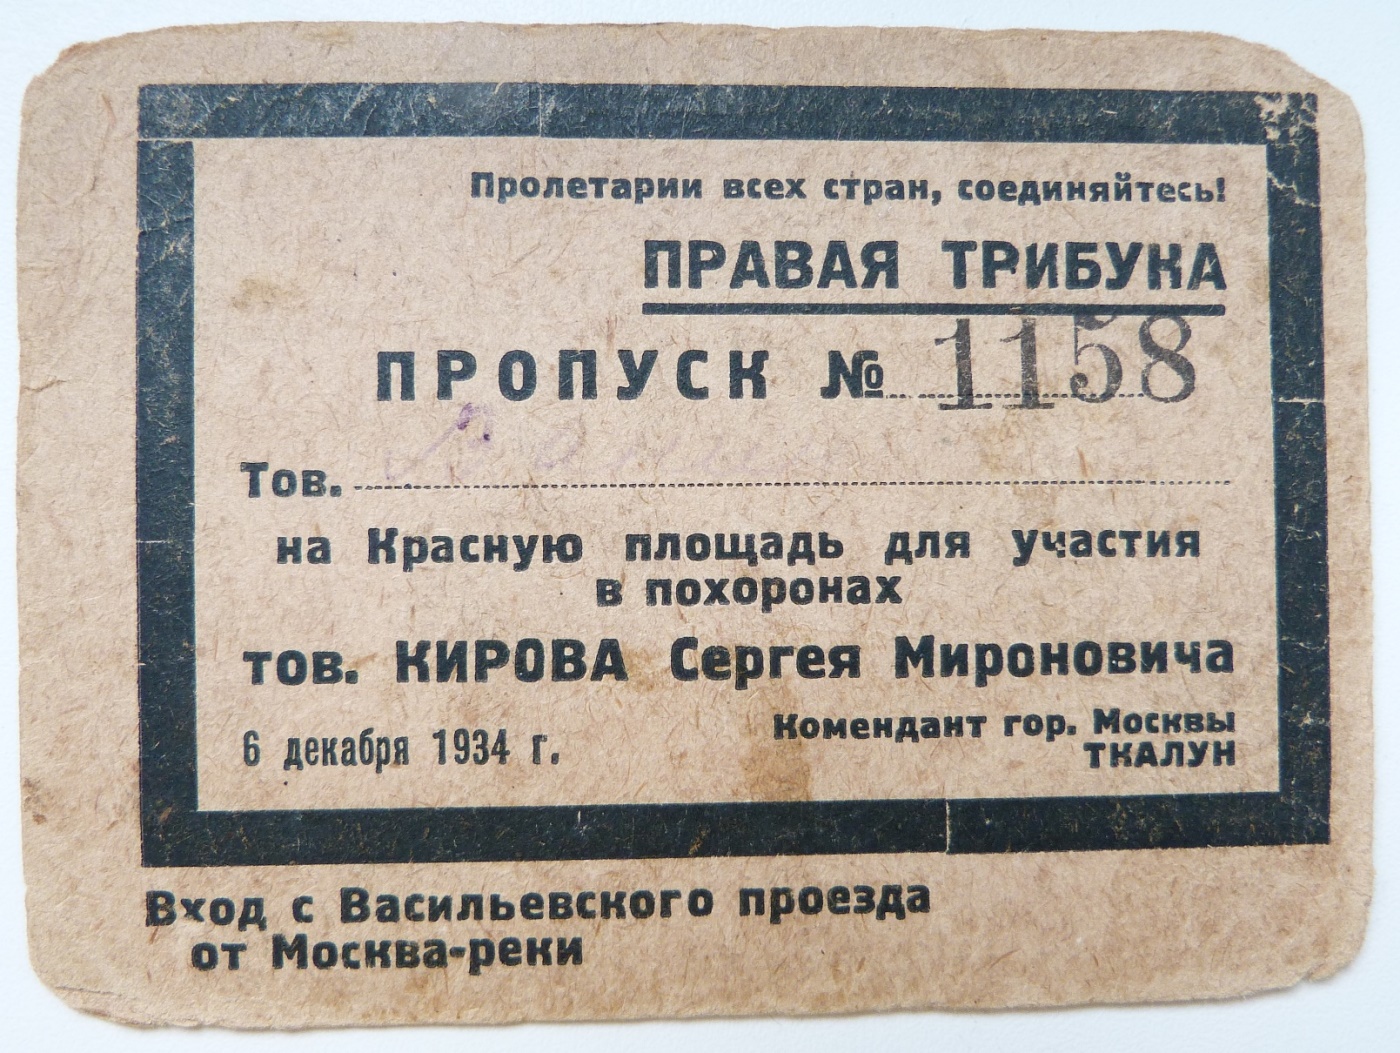 Пролетарии всех стран, соединяйтесь!
ПРАВАЯ ТРИБУНА
ПРОПУСК № 1158
Тов.
на Красную площадь для участия
в похоронах
тов. КИРОВА Сергея Мироновича
6 декабря 1934 г.
Комендант гор. Москвы
ТКАЛУН
Вход с Васильевского проезда
от Москва-реки